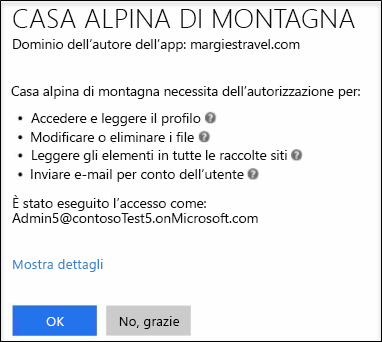 CASA ALPINA DI MONTAGNA
Dominio dell'autore dell'app: margiestravel.com
Casa alpina di montagna necessita dell'autorizzazione per:
• Accedere e leggere il profilo ?
• Modificare o eliminare i file ?
• Leggere gli elementi in tutte le raccolte siti ?
• Inviare e-mail per conto dell'utente ?
È stato eseguito l'accesso come:
Admin5@contosoTest5.onMicrosoft.com
Mostra dettagli
OK
No, grazie